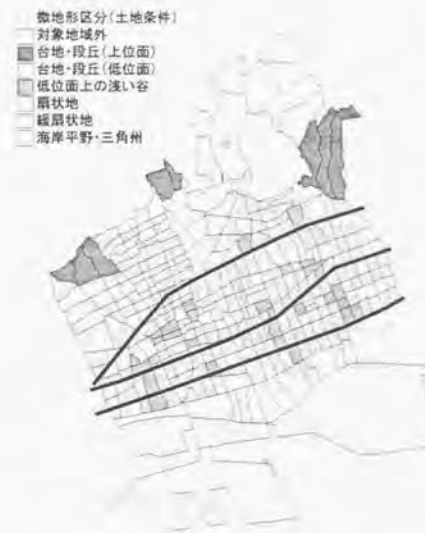 微地形区分(土地条件)
対象地域外
台地・段丘(上位面)
台地・段丘(低位面)
低位面上の浅い谷
扇状地
緩扇状地
海岸平野・三角州